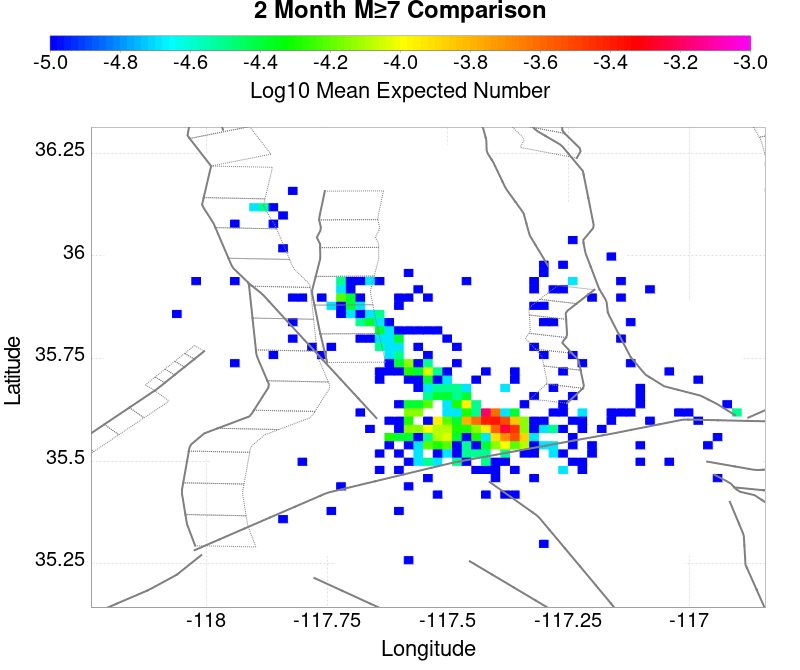 2 Month M≥7 Comparison
-5.0 -4.8 -4.6 -4.4 -4.2 -4.0 -3.8 -3.6 -3.4 -3.2 -3.0
Log10 Mean Expected Number
36.25
36
35.75
35.5
35.25
Latitude
-118 -117.75 -117.5 -117.25 -117
Longitude